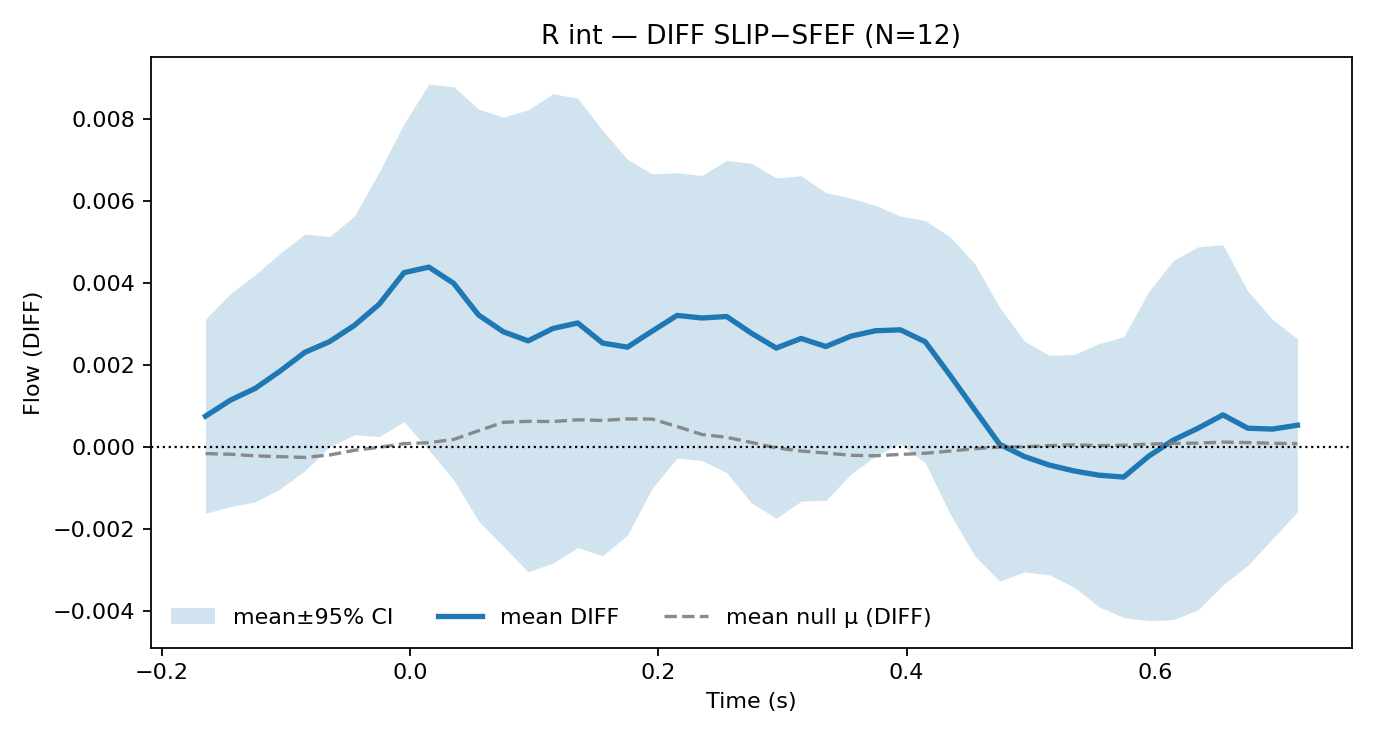 R int — DIFF SLIP−SFEF (N=12)
Flow (DIFF)
0.008
0.006
0.004
0.002
0.000
−0.002
−0.004
mean±95% CI mean DIFF mean null μ (DIFF)
−0.2 0.0 0.2 0.4 0.6
Time (s)